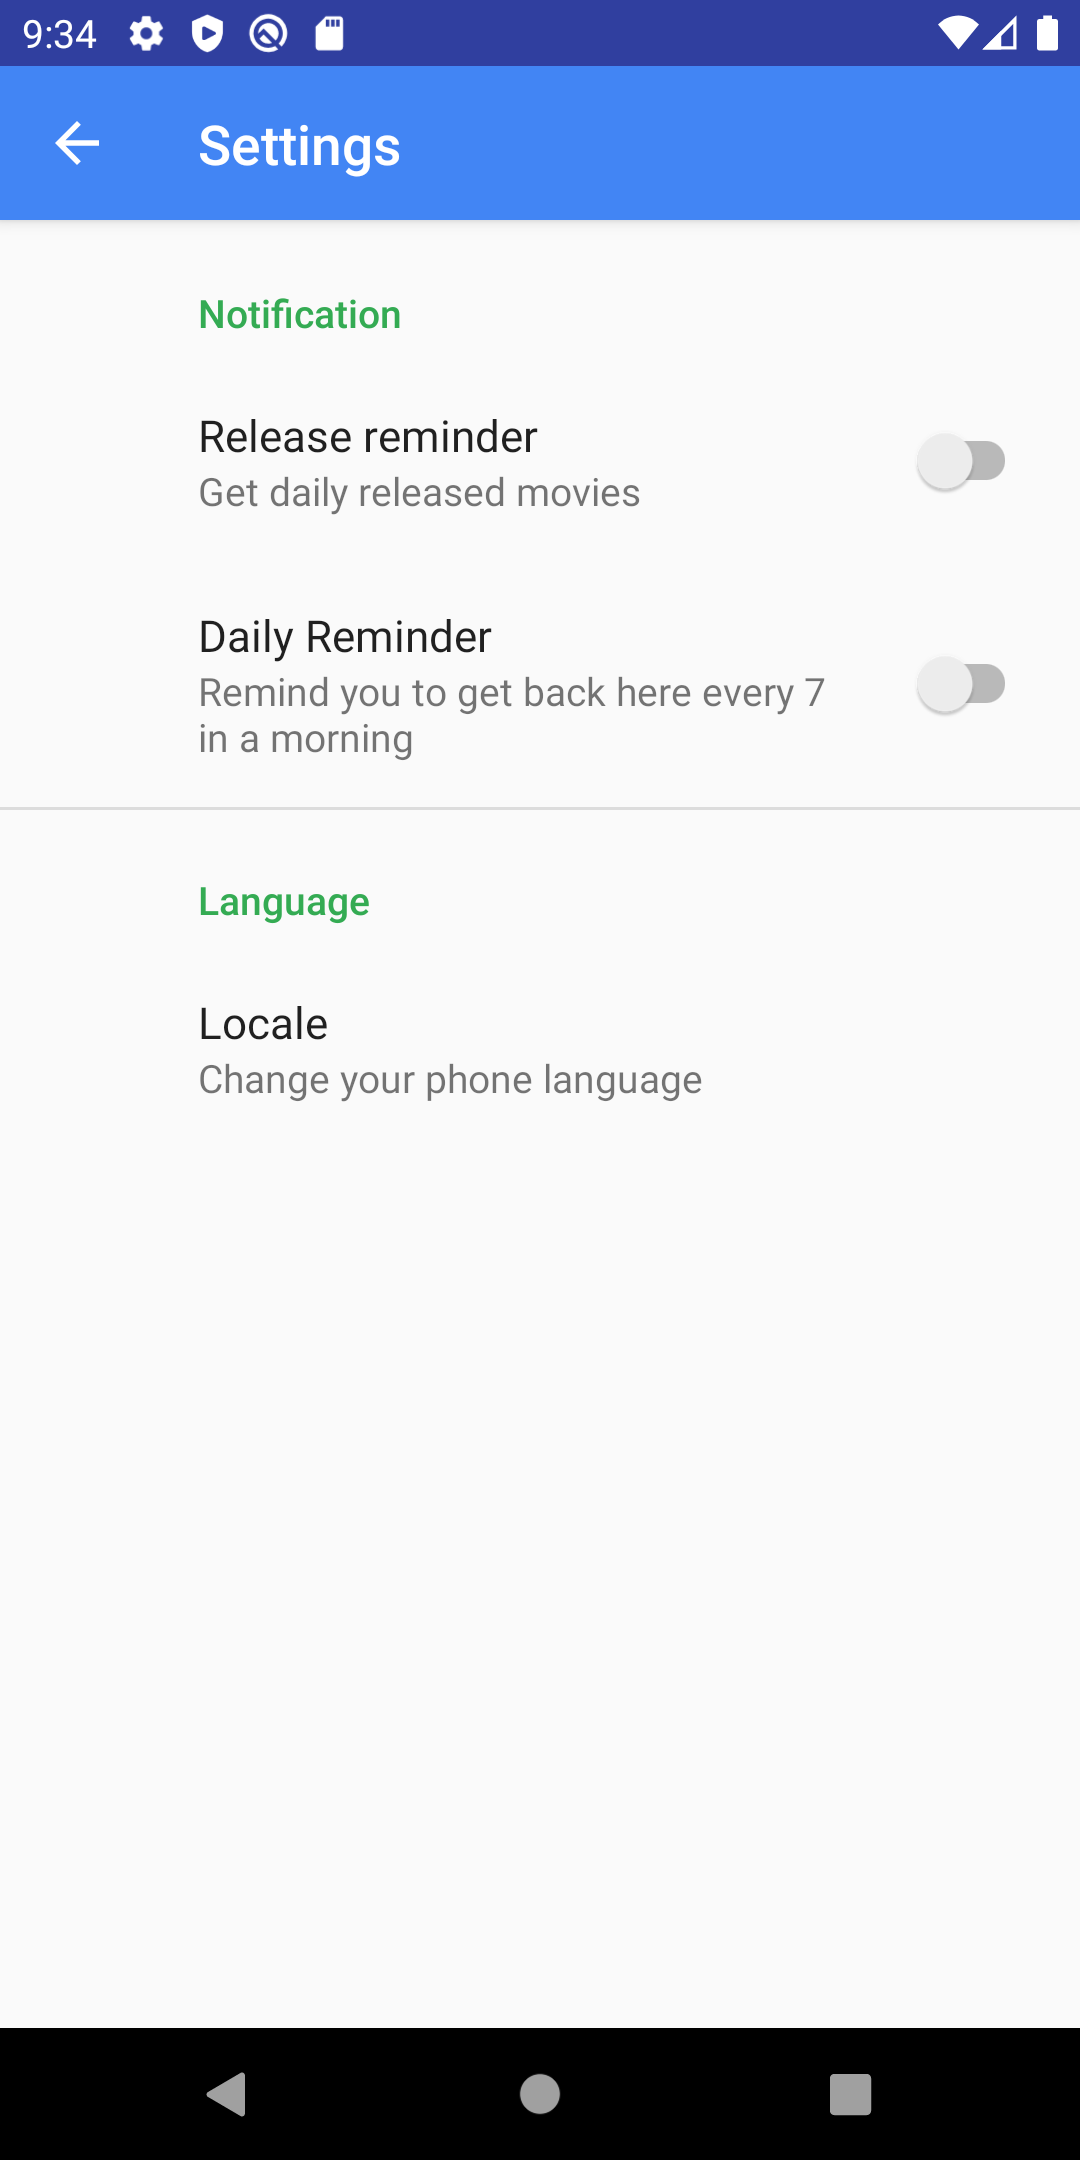 9:34
Settings
Notification
Release reminder
Get daily released movies
Daily Reminder
Remind you to get back here every 7
in a morning
Language
Locale
Change your phone language